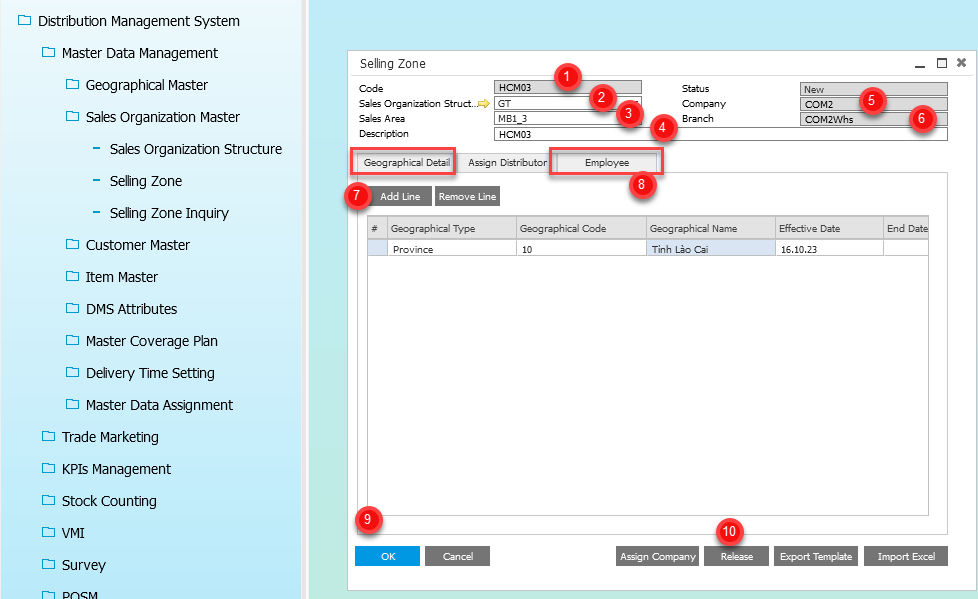 Distribution Management System
Master Data Management
Geographical Master
Sales Organization Master
Sales Organization Structure
Selling Zone
Selling Zone Inquiry
Customer Master
Item Master
DMS Attributes
Master Coverage Plan
Delivery Time Setting
Master Data Assignment
Trade Marketing
KPIs Management
Stock Counting
VMI
Survey
POSM
Selling Zone
Code HCM03 1 Status New
Sales Organization Struct.. GT 2 Company COM2 5
Sales Area MB1_3 3 Branch COM2Whs 6
Description HCM03 4
Geographical Detail Assign Distributor Employee
7 Add Line Remove Line 8
# Geographical Type Geographical Code Geographical Name Effective Date End Date
Province 10 Tỉnh Lào Cai 16.10.23
9 10
OK Cancel Assign Company Release Export Template Import Excel